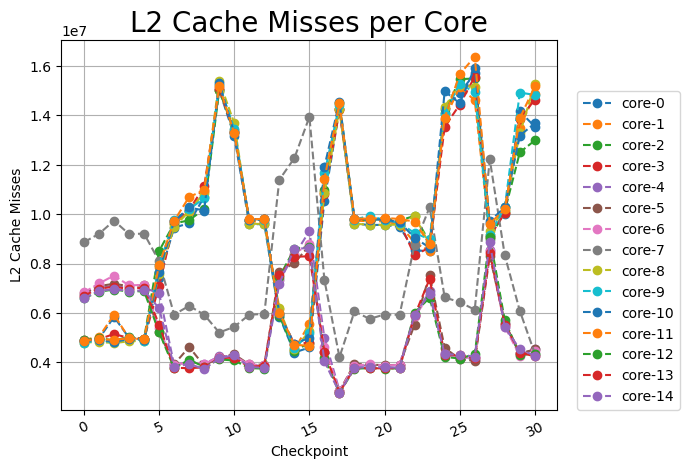 L2 Cache Misses per Core
1e7
1.6
1.4
1.2
1.0
0.8
0.6
0.4
L2 Cache Misses
0
5
10
15
20
25
30
Checkpoint
core-0
core-1
core-2
core-3
core-4
core-5
core-6
core-7
core-8
core-9
core-10
core-11
core-12
core-13
core-14